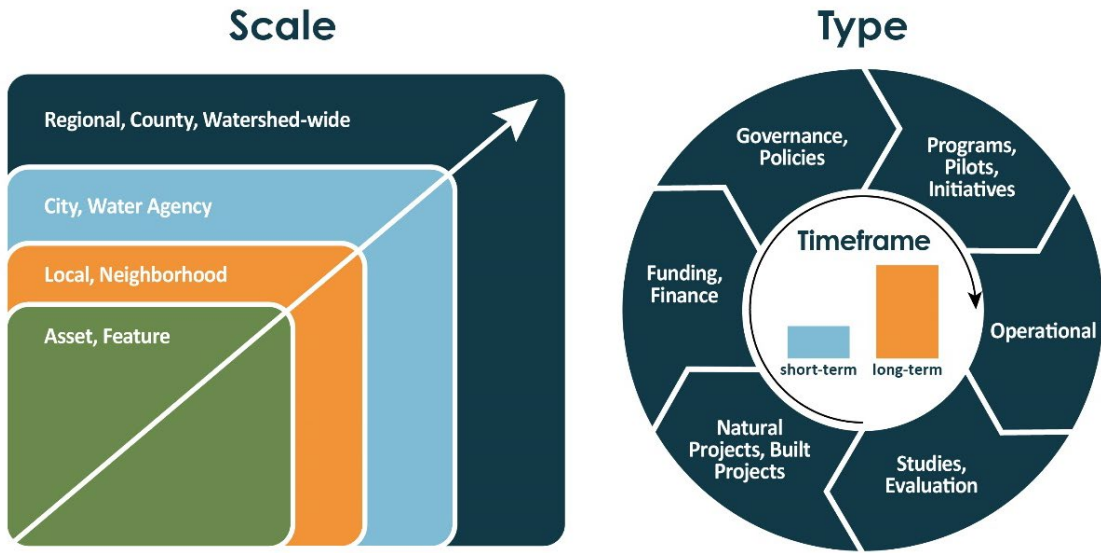 Scale
Regional, County, Watershed-wide
City, Water Agency
Local, Neighborhood
Asset, Feature
Type
Governance,
Policies
Programs,
Pilots,
Initiatives
Operational
Studies,
Evaluation
Natural
Projects, Built
Projects
Funding,
Finance
Timeframe
short-term
long-term